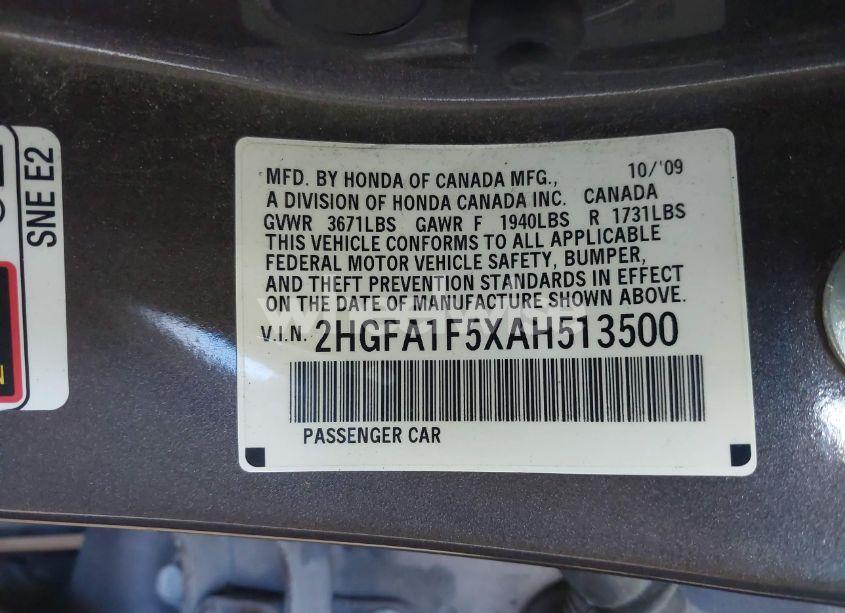 SNE E2
MFD. BY HONDA OF CANADA MFG., 10/'09
A DIVISION OF HONDA CANADA INC. CANADA
GVWR 3671LBS GAWR F 1940LBS R 1731LBS
THIS VEHICLE CONFORMS TO ALL APPLICABLE
FEDERAL MOTOR VEHICLE SAFETY, BUMPER,
AND THEFT PREVENTION STANDARDS IN EFFECT
ON THE DATE OF MANUFACTURE SHOWN ABOVE.
V.I.N. 2HGFA1F5XAH513500
PASSENGER CAR